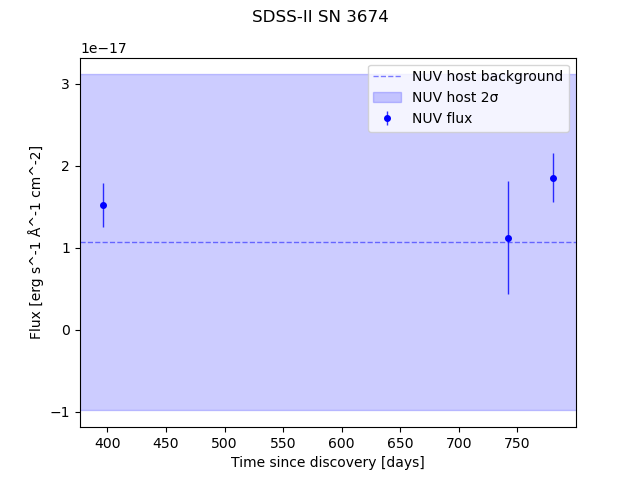 SDSS-II SN 3674
1e−17
NUV host background
NUV host 2σ
NUV flux
3
2
1
0
−1
Flux [erg s^-1 Å^-1 cm^-2]
400 450 500 550 600 650 700 750
Time since discovery [days]